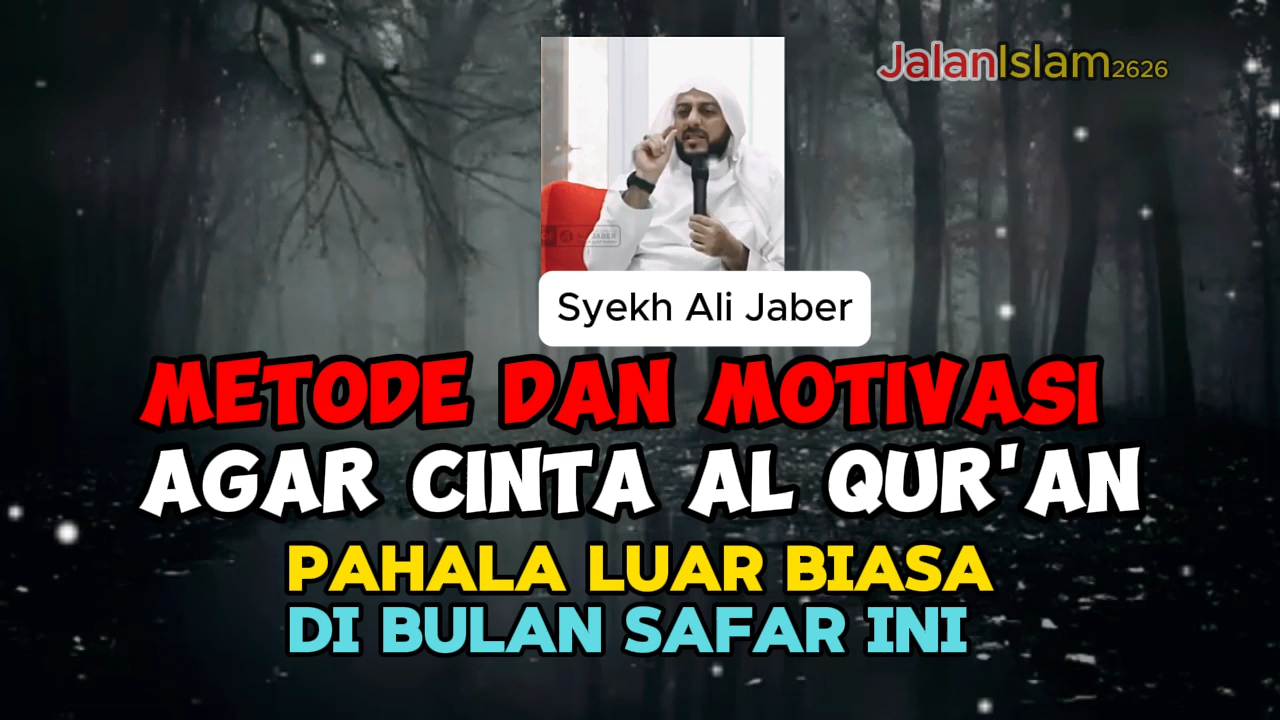 JalanIslam2626
Syekh Ali Jaber
METODE DAN MOTIVASI
AGAR CINTA AL QUR'AN
PAHALA LUAR BIASA
DI BULAN SAFAR INI